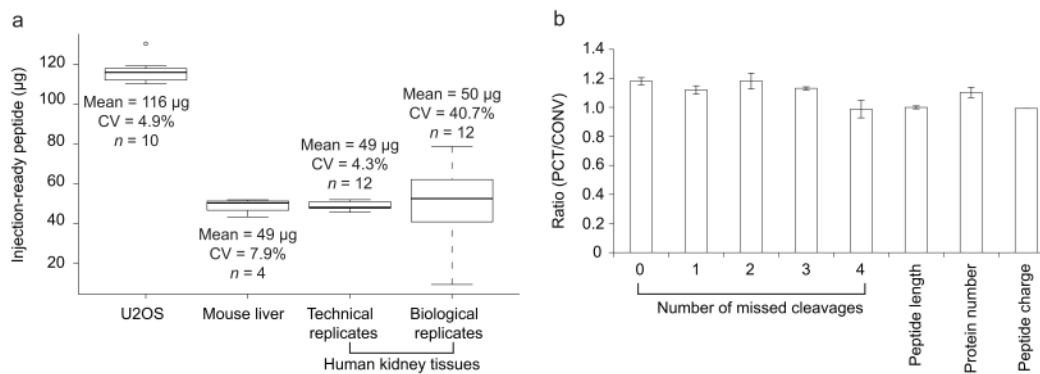 a
Injection-ready peptide (µg)
120
100
80
60
40
20
Mean = 116 µg
CV = 4.9%
n = 10
Mean = 49 µg
CV = 7.9%
n = 4
Mean = 49 µg
CV = 4.3%
n = 12
Mean = 50 µg
CV = 40.7%
n = 12
U2OS
Mouse liver
Technical
replicates
Biological
replicates
Human kidney tissues
b
Ratio (PCT/CONV)
1.4
1.2
1.0
0.8
0.6
0.4
0.2
0
0
1
2
3
4
Number of missed cleavages
Peptide length
Protein number
Peptide charge